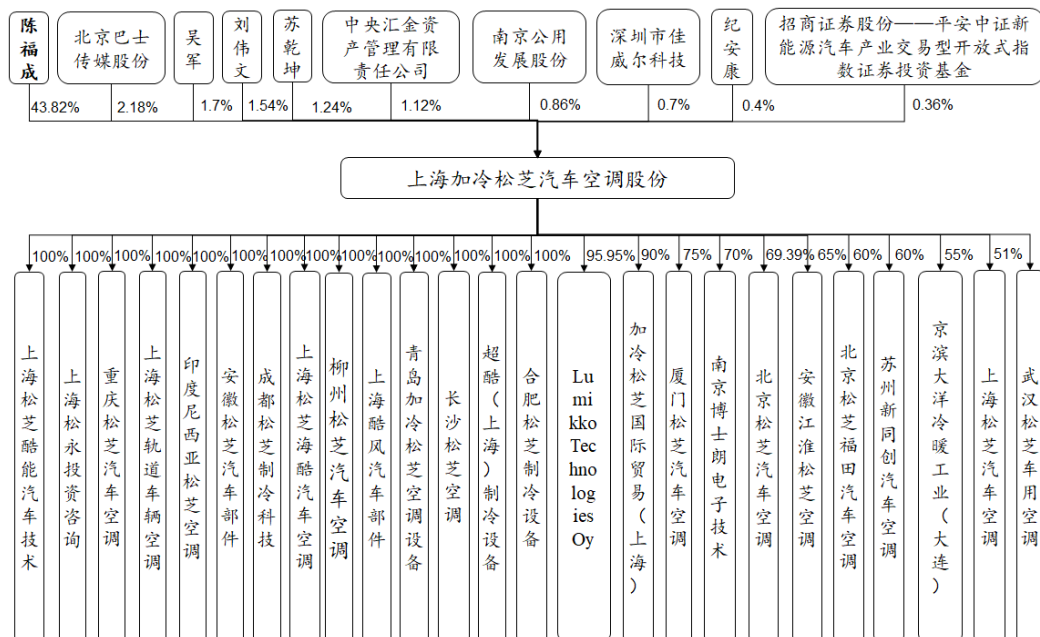 陈福成
北京巴士
传媒股份
吴军
刘伟文
苏乾坤
中央汇金资
产管理有限
责任公司
南京公用
发展股份
深圳市佳
威尔科技
纪安康
招商证券股份——平安中证新
能源汽车产业交易型开放式指
数证券投资基金
43.82%
2.18%
1.7%
1.54%
1.24%
1.12%
0.86%
0.7%
0.4%
0.36%
上海加冷松芝汽车空调股份
100%
100%
100%
100%
100%
100%
100%
100%
100%
100%
100%
100%
100%
100%
95.95%
90%
75%
70%
69.39%
65%
60%
60%
55%
51%
上海松芝酷能汽车技术
上海松永投资咨询
重庆松芝汽车空调
上海松芝轨道车辆空调
印度尼西亚松芝空调
安徽松芝汽车部件
成都松芝制冷科技
上海松芝海酷汽车空调
柳州松芝汽车空调
上海酷风汽车部件
青岛加冷松芝空调设备
长沙松芝空调
超酷（上海）制冷设备
合肥松芝制冷设备
Lu
mi
kko
Tec
hno
log
ies
Oy
加冷松芝国际贸易（上海）
厦门松芝汽车空调
南京博士朗电子技术
北京松芝汽车空调
安徽江淮松芝空调
北京松芝福田汽车空调
苏州新同创汽车空调
京滨大洋冷暖工业（大连）
上海松芝空调
武汉松芝车用空调